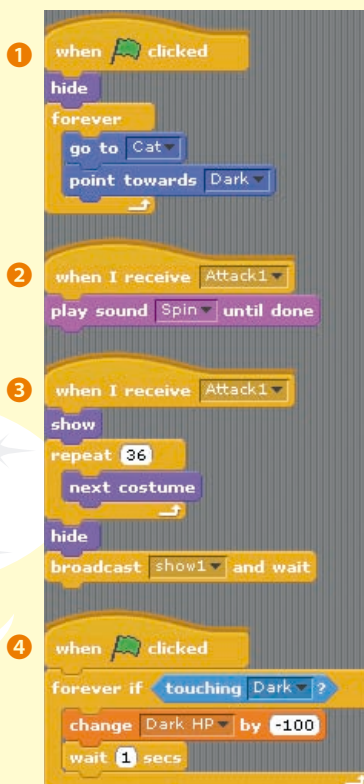 1
when clicked
hide
forever
go to Cat
point towards Dark
2
when I receive Attack1
play sound Spin until done
3
when I receive Attack1
show
repeat 36
next costume
hide
broadcast show1 and wait
4
when clicked
forever if touching Dark ?
change Dark HP by -100
wait 1 secs